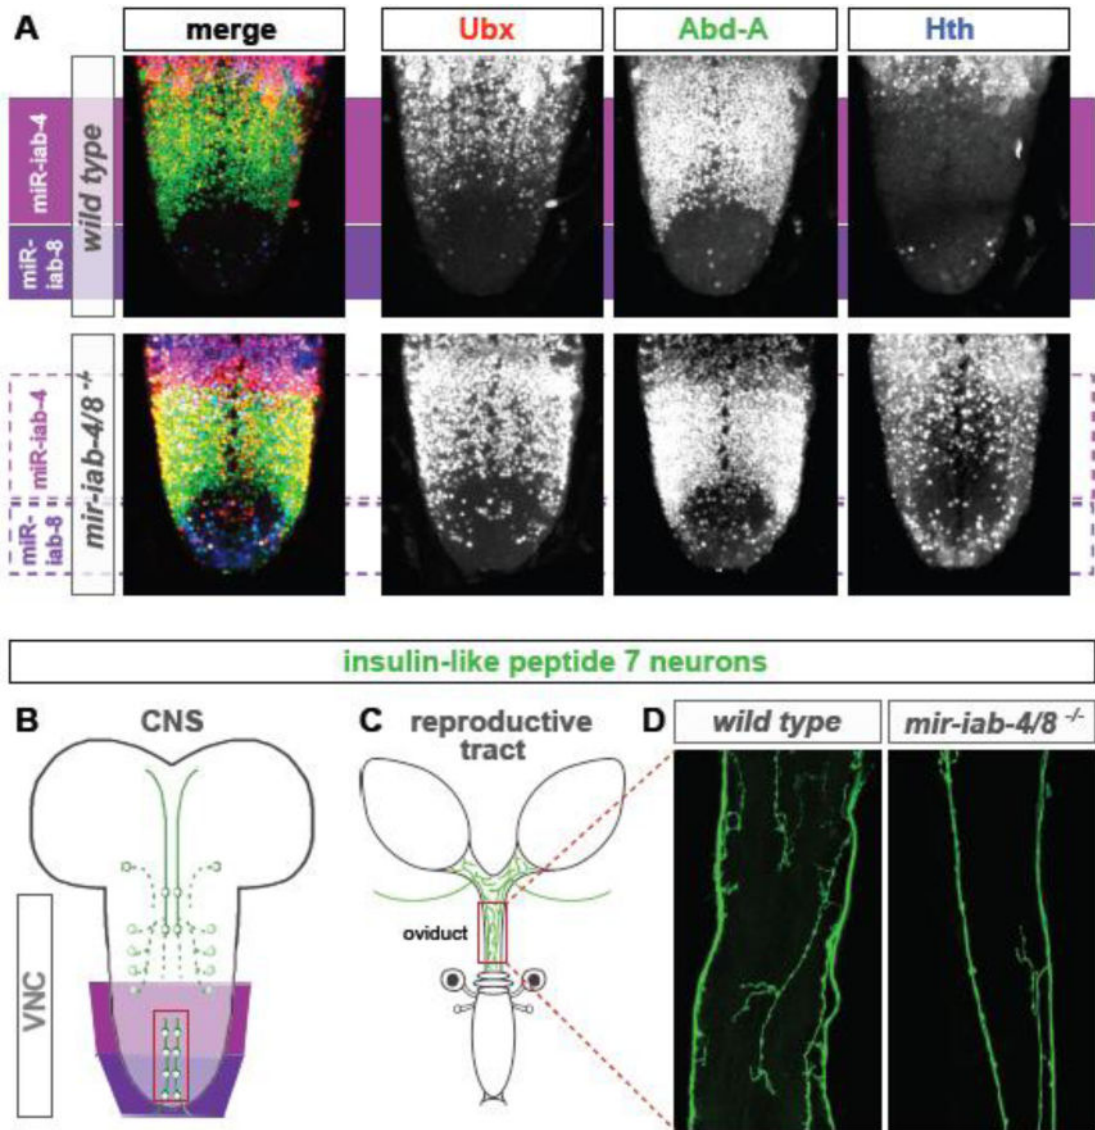 A
merge
Ubx
Abd-A
Hth
miR-iab-4
miR-
iab-8
wild type
miR-iab-4
miR-
iab-8
mir-iab-4/8 -/-
insulin-like peptide 7 neurons
B
CNS
VNC
C
reproductive
tract
oviduct
D
wild type
mir-iab-4/8 -/-